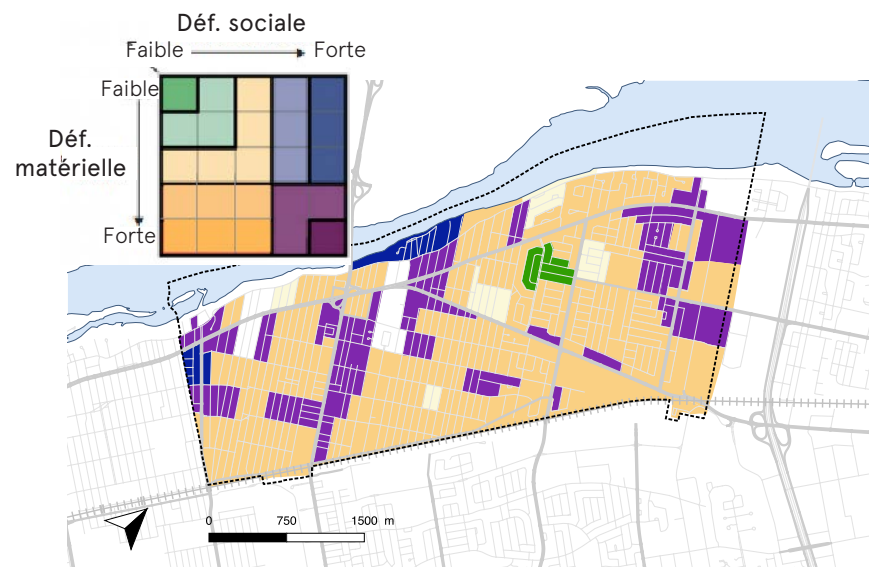 Déf. sociale
Faible Forte
Faible
Déf.
matérielle
Forte
0 750 1500 m